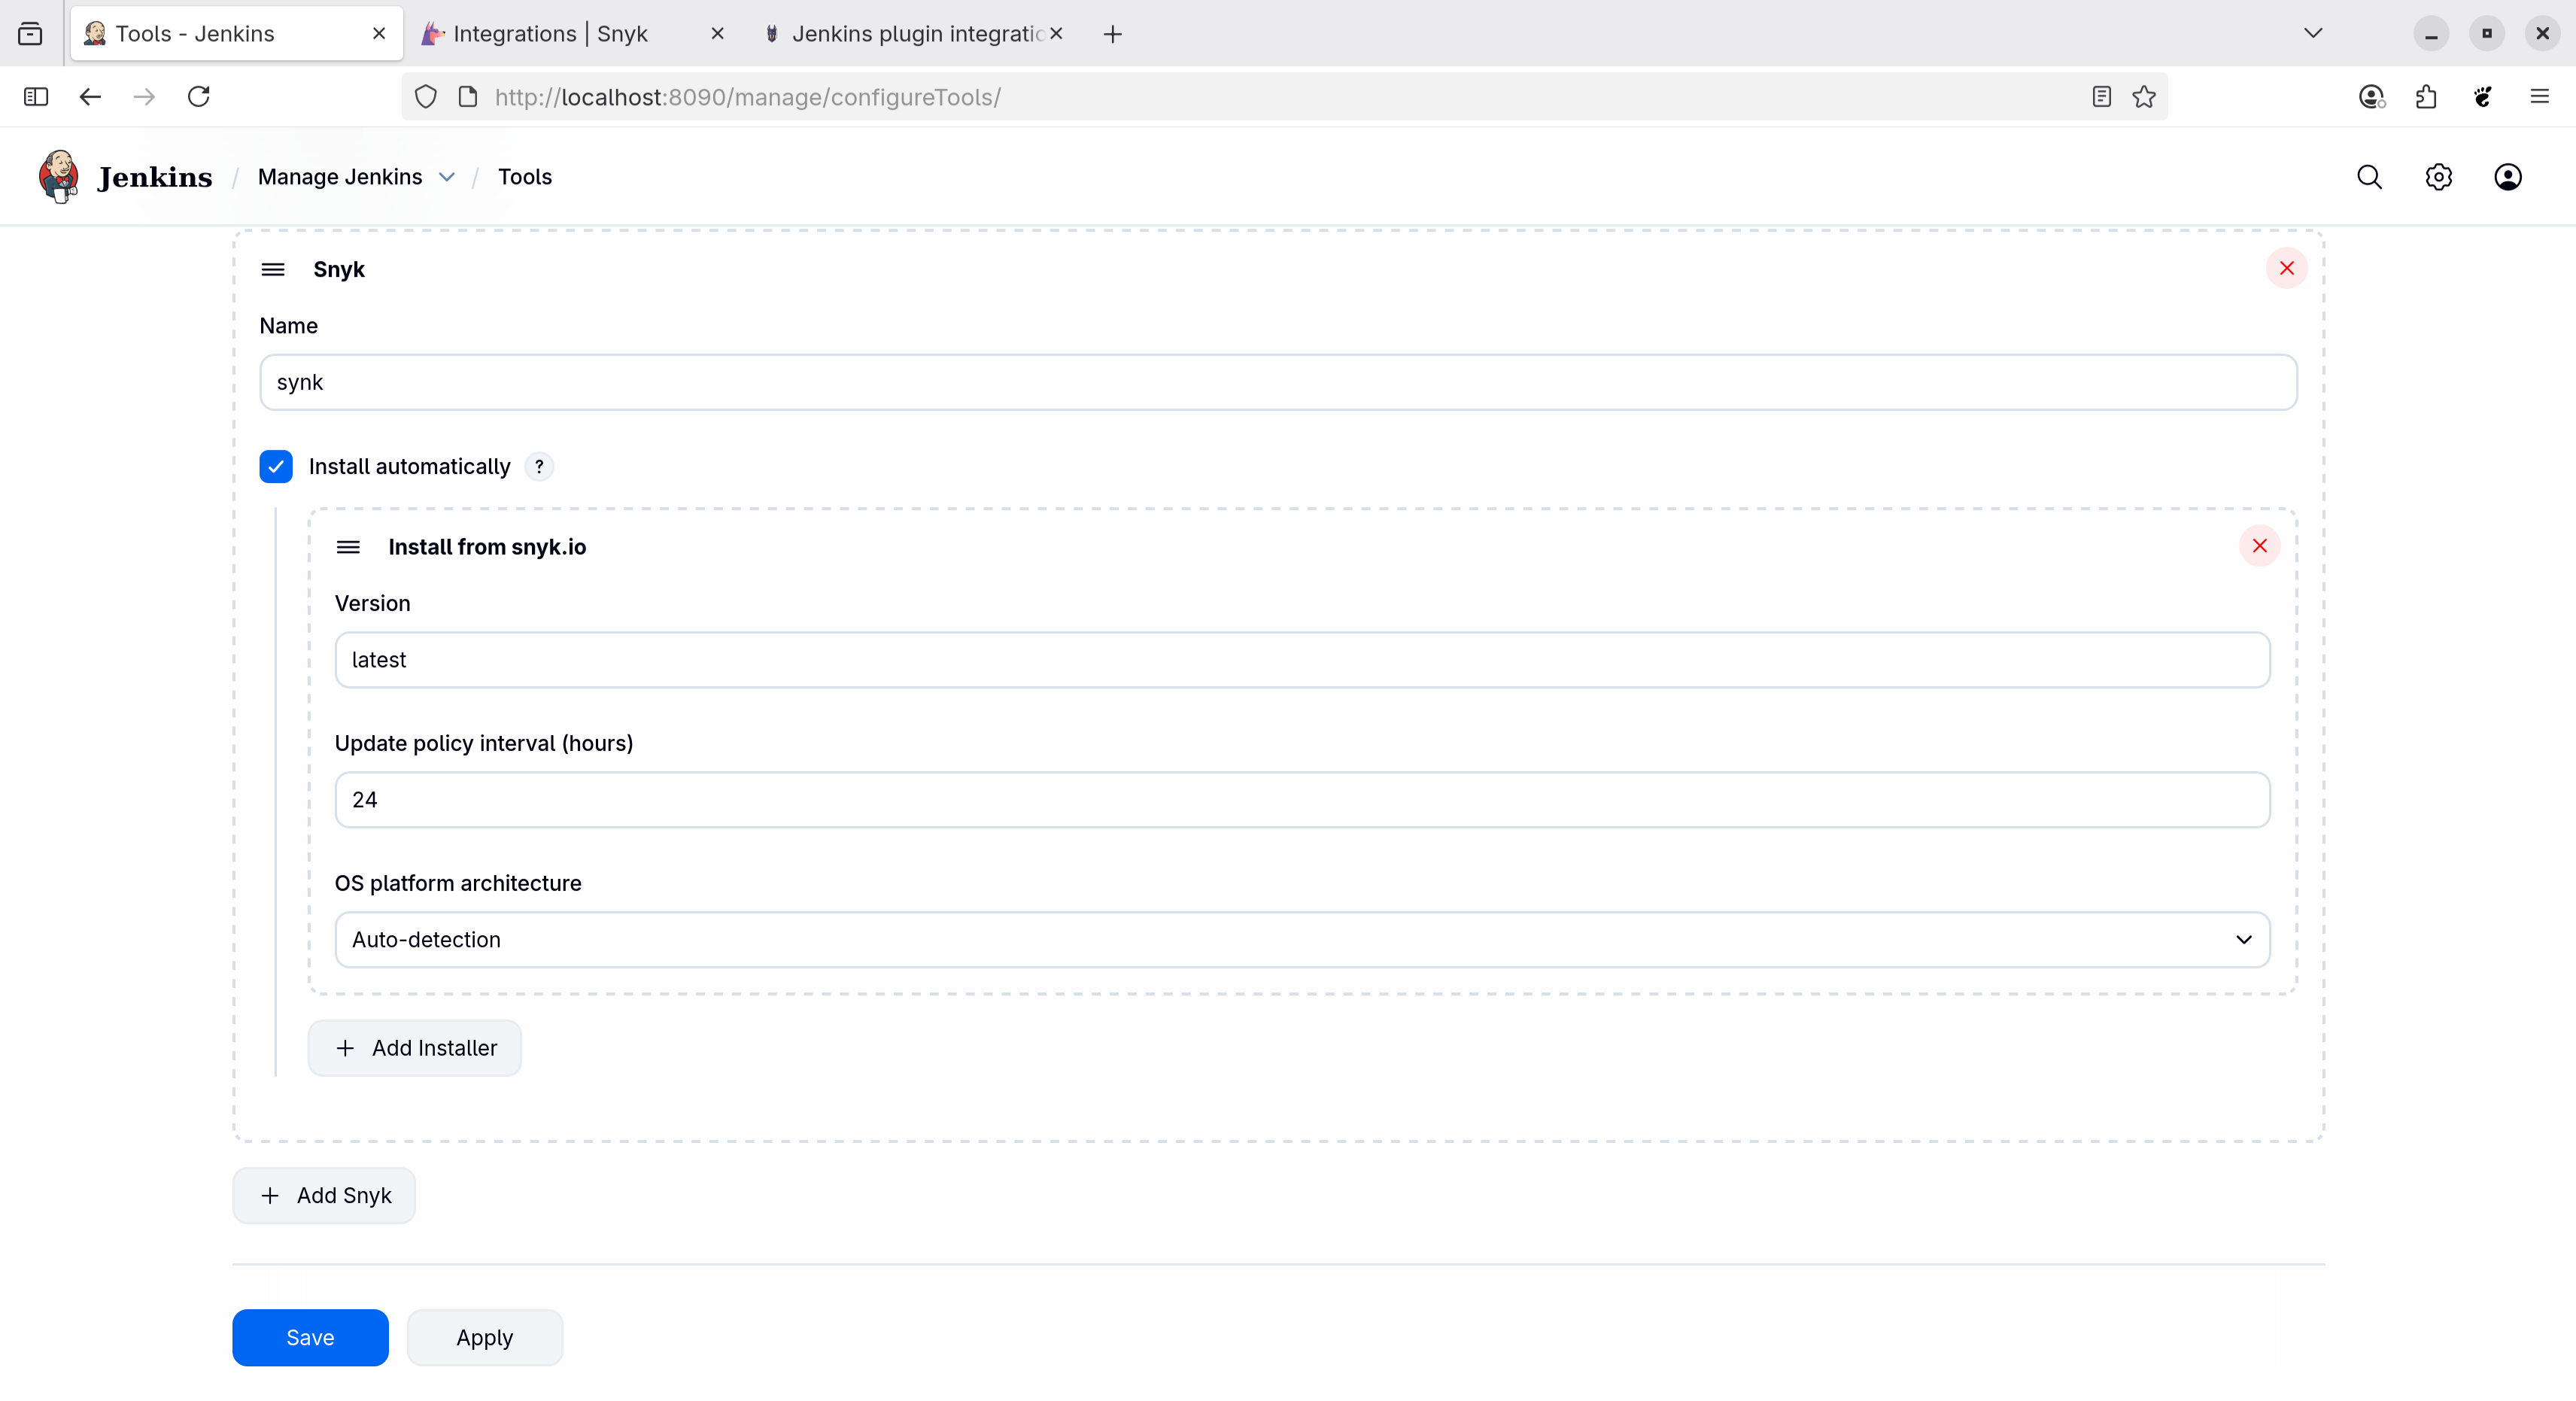 Tools - Jenkins
Integrations | Snyk
Jenkins plugin integratio
http://localhost:8090/manage/configureTools/
Jenkins / Manage Jenkins / Tools
Snyk
Name
synk
Install automatically ?
Install from snyk.io
Version
latest
Update policy interval (hours)
24
OS platform architecture
Auto-detection
Add Installer
Add Snyk
Save
Apply